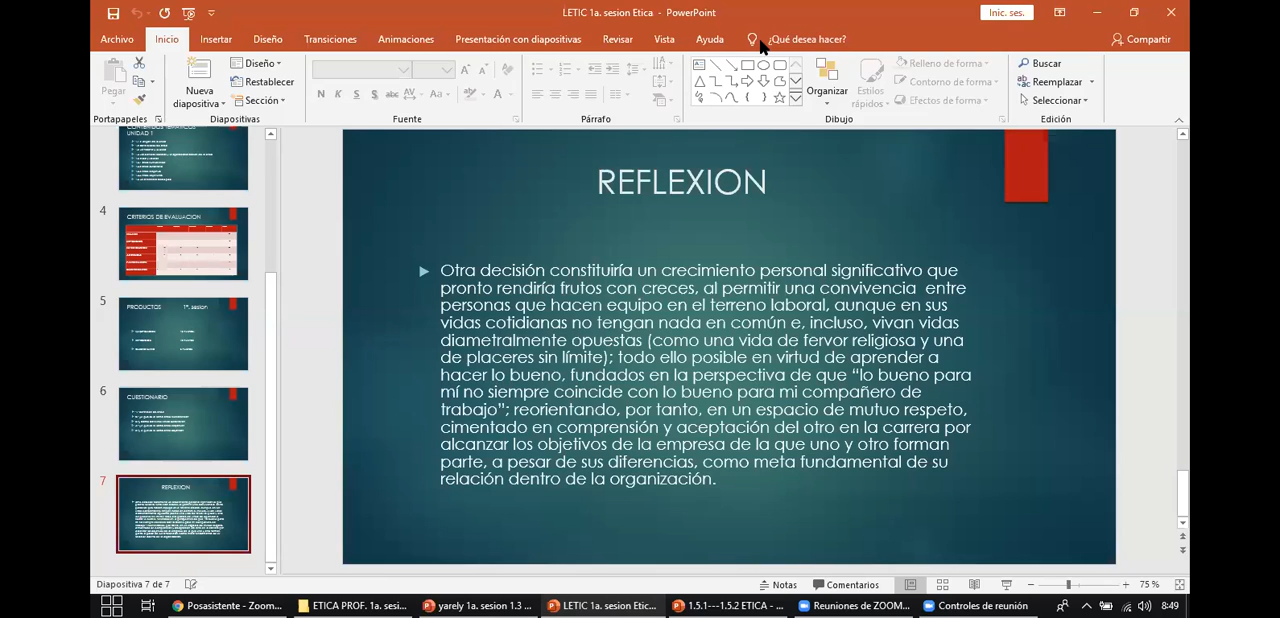 LETIC 1a. sesion Etica - PowerPoint
Inic. ses.
Archivo Inicio Insertar Diseño Transiciones Animaciones Presentación con diapositivas Revisar Vista Ayuda ¿Qué desea hacer? Compartir
Pegar
Nueva diapositiva
Diseño
Restablecer
Sección
N K S S abc AV Aa A
Organizar
Estilos rápidos
Relleno de forma
Contorno de forma
Efectos de forma
Buscar
Reemplazar
Seleccionar
Portapapeles Diapositivas Fuente Párrafo Dibujo Edición
UNIDAD 1
4
CRITERIOS DE EVALUACION
5
PRODUCTOS 1ª. sesion
6
CUESTIONARIO
7
REFLEXION
REFLEXION
Otra decisión constituiría un crecimiento personal significativo que
pronto rendiría frutos con creces, al permitir una convivencia entre
personas que hacen equipo en el terreno laboral, aunque en sus
vidas cotidianas no tengan nada en común e, incluso, vivan vidas
diametralmente opuestas (como una vida de fervor religiosa y una
de placeres sin límite); todo ello posible en virtud de aprender a
hacer lo bueno, fundados en la perspectiva de que “lo bueno para
mí no siempre coincide con lo bueno para mi compañero de
trabajo”; reorientando, por tanto, en un espacio de mutuo respeto,
cimentado en comprensión y aceptación del otro en la carrera por
alcanzar los objetivos de la empresa de la que uno y otro forman
parte, a pesar de sus diferencias, como meta fundamental de su
relación dentro de la organización.
Diapositiva 7 de 7
Notas Comentarios 75 %
Posasistente - Zoom... ETICA PROF. 1a. sesi... yarely 1a. sesion 1.3 ... LETIC 1a. sesion Etic... 1.5.1---1.5.2 ETICA - ... Reuniones de ZOOM... Controles de reunión 8:49